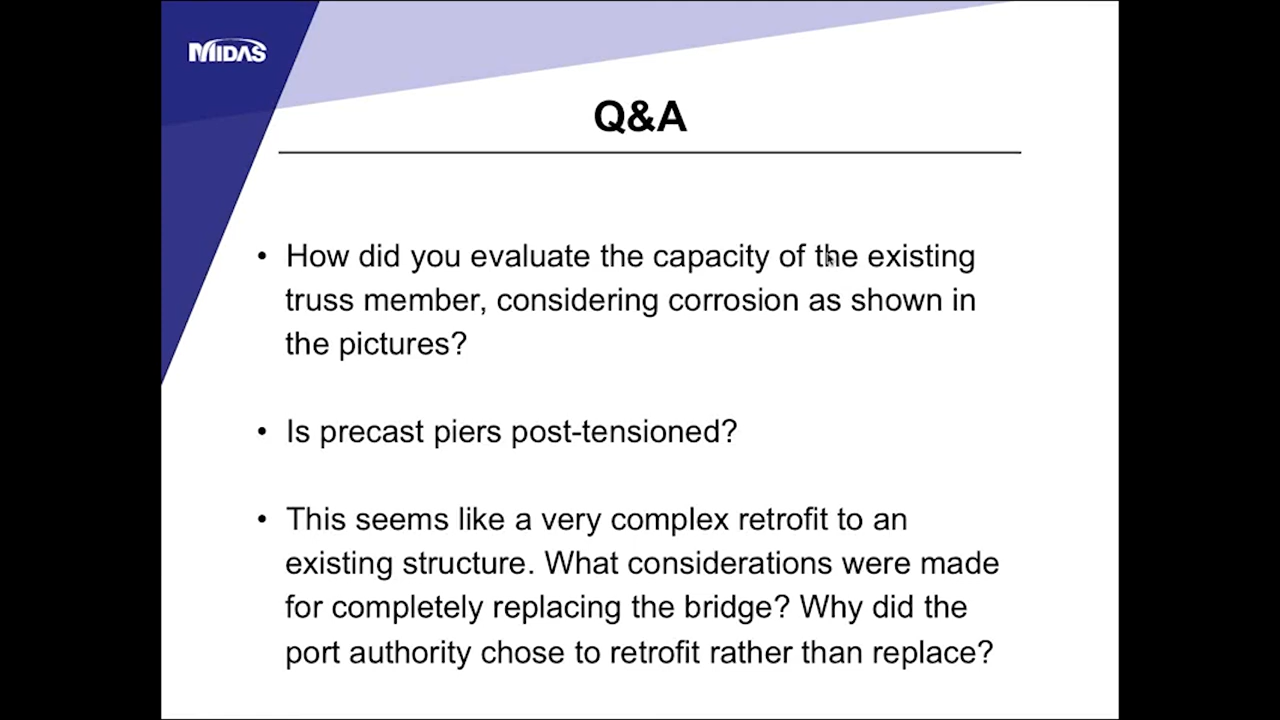 MIDAS
Q&A
• How did you evaluate the capacity of the existing
truss member, considering corrosion as shown in
the pictures?
• Is precast piers post-tensioned?
• This seems like a very complex retrofit to an
existing structure. What considerations were made
for completely replacing the bridge? Why did the
port authority chose to retrofit rather than replace?